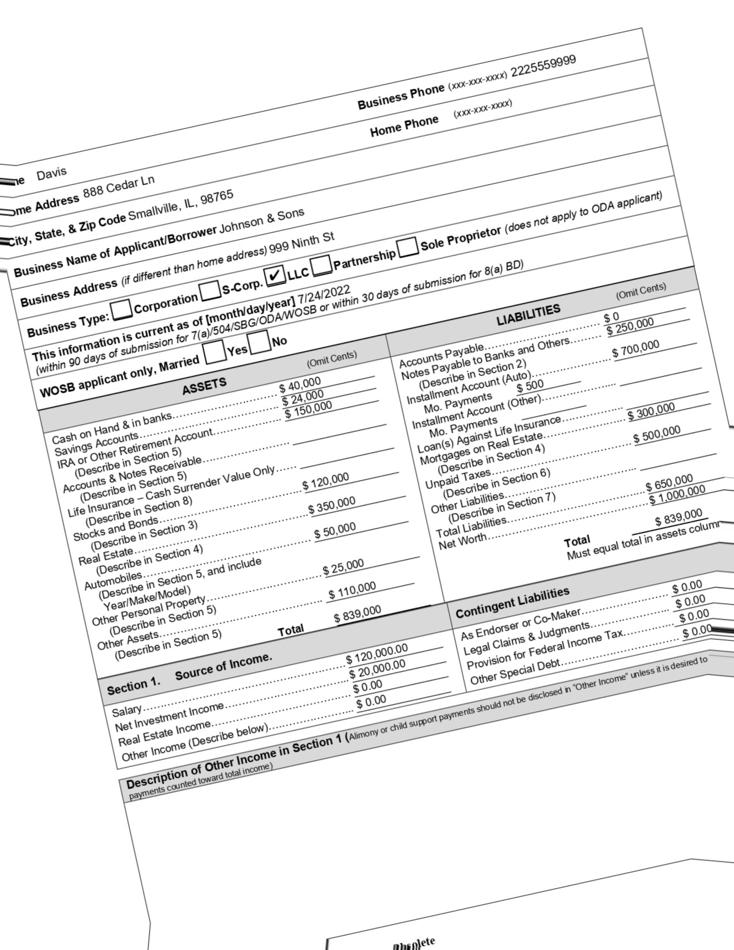 Business Phone (xxx-xxx-xxxx) 2225559999
Davis
Home Phone (xxx-xxx-xxxx)
ome Address 888 Cedar Ln
City, State, & Zip Code Smallville, IL, 98765
Business Name of Applicant/Borrower Johnson & Sons
Business Address (if different than home address) 999 Ninth St
Business Type: Corporation S-Corp. ✔ LLC Partnership Sole Proprietor (does not apply to ODA applicant)
This information is current as of [month/day/year] 7/24/2022
(within 90 days of submission for 7(a)/504/SBG/ODA/WOSB or within 30 days of submission for 8(a) BD)
WOSB applicant only, Married Yes No
ASSETS (Omit Cents)
Cash on Hand & in banks $ 40,000
Savings Accounts $ 24,000
IRA or Other Retirement Account $ 150,000
(Describe in Section 5)
Accounts & Notes Receivable
(Describe in Section 5)
Life Insurance – Cash Surrender Value Only
(Describe in Section 8)
Stocks and Bonds $ 120,000
(Describe in Section 3)
Real Estate $ 350,000
(Describe in Section 4)
Automobiles $ 50,000
(Describe in Section 5, and include
Year/Make/Model)
Other Personal Property $ 25,000
(Describe in Section 5)
Other Assets $ 110,000
(Describe in Section 5)
Total $ 839,000
LIABILITIES (Omit Cents)
Accounts Payable $ 0
Notes Payable to Banks and Others $ 250,000
(Describe in Section 2)
Installment Account (Auto) $ 700,000
Mo. Payments $ 500
Installment Account (Other)
Mo. Payments
Loan(s) Against Life Insurance
Mortgages on Real Estate $ 300,000
(Describe in Section 4)
Unpaid Taxes $ 500,000
(Describe in Section 6)
Other Liabilities
(Describe in Section 7)
Total Liabilities $ 650,000
Net Worth $ 1,000,000
Total $ 839,000
Must equal total in assets colum
Section 1. Source of Income.
Salary $ 120,000.00
Net Investment Income $ 20,000.00
Real Estate Income $ 0.00
Other Income (Describe below) $ 0.00
Contingent Liabilities
As Endorser or Co-Maker $ 0.00
Legal Claims & Judgments $ 0.00
Provision for Federal Income Tax $ 0.00
Other Special Debt $ 0.00
Description of Other Income in Section 1 (Alimony or child support payments should not be disclosed in "Other Income" unless it is desired to
payments counted toward total income)